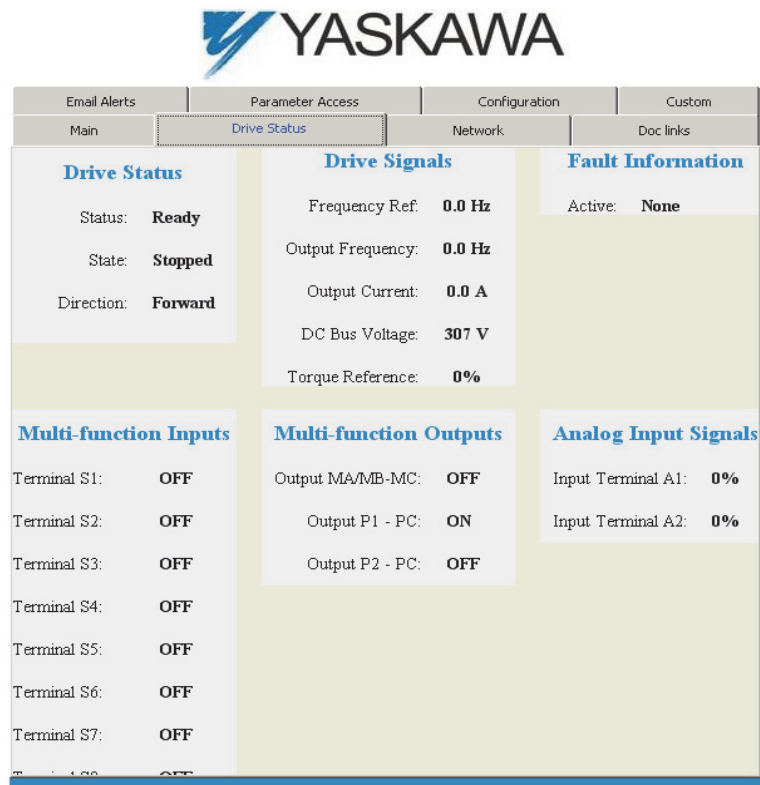 YASKAWA
Email Alerts Parameter Access Configuration Custom
Main Drive Status Network Doc links
Drive Status
Status: Ready
State: Stopped
Direction: Forward
Drive Signals
Frequency Ref: 0.0 Hz
Output Frequency: 0.0 Hz
Output Current: 0.0 A
DC Bus Voltage: 307 V
Torque Reference: 0%
Fault Information
Active: None
Multi-function Inputs
Terminal S1: OFF
Terminal S2: OFF
Terminal S3: OFF
Terminal S4: OFF
Terminal S5: OFF
Terminal S6: OFF
Terminal S7: OFF
Multi-function Outputs
Output MA/MB-MC: OFF
Output P1 - PC: ON
Output P2 - PC: OFF
Analog Input Signals
Input Terminal A1: 0%
Input Terminal A2: 0%